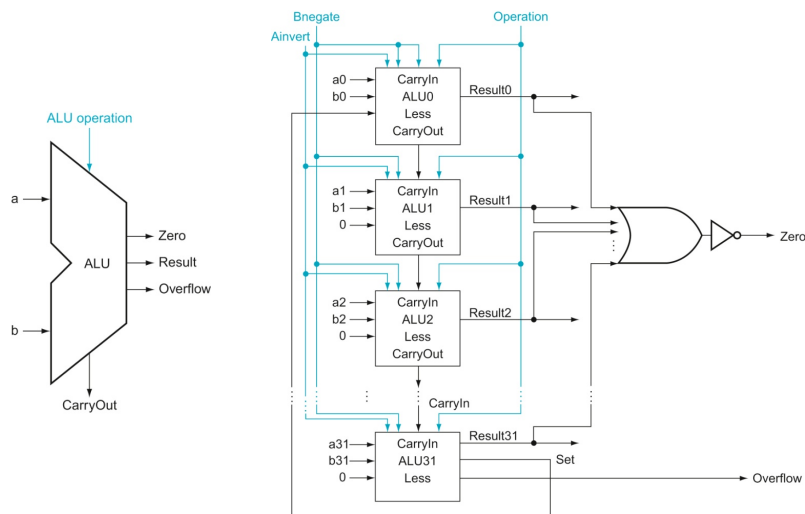 ALU operation
a
b
ALU
Zero
Result
Overflow
CarryOut
Bnegate
Operation
Ainvert
a0
b0
CarryIn
ALU0
Less
CarryOut
Result0
a1
b1
0
CarryIn
ALU1
Less
CarryOut
Result1
a2
b2
0
CarryIn
ALU2
Less
CarryOut
Result2
CarryIn
a31
b31
0
CarryIn
ALU31
Less
Result31
Set
Overflow
Zero